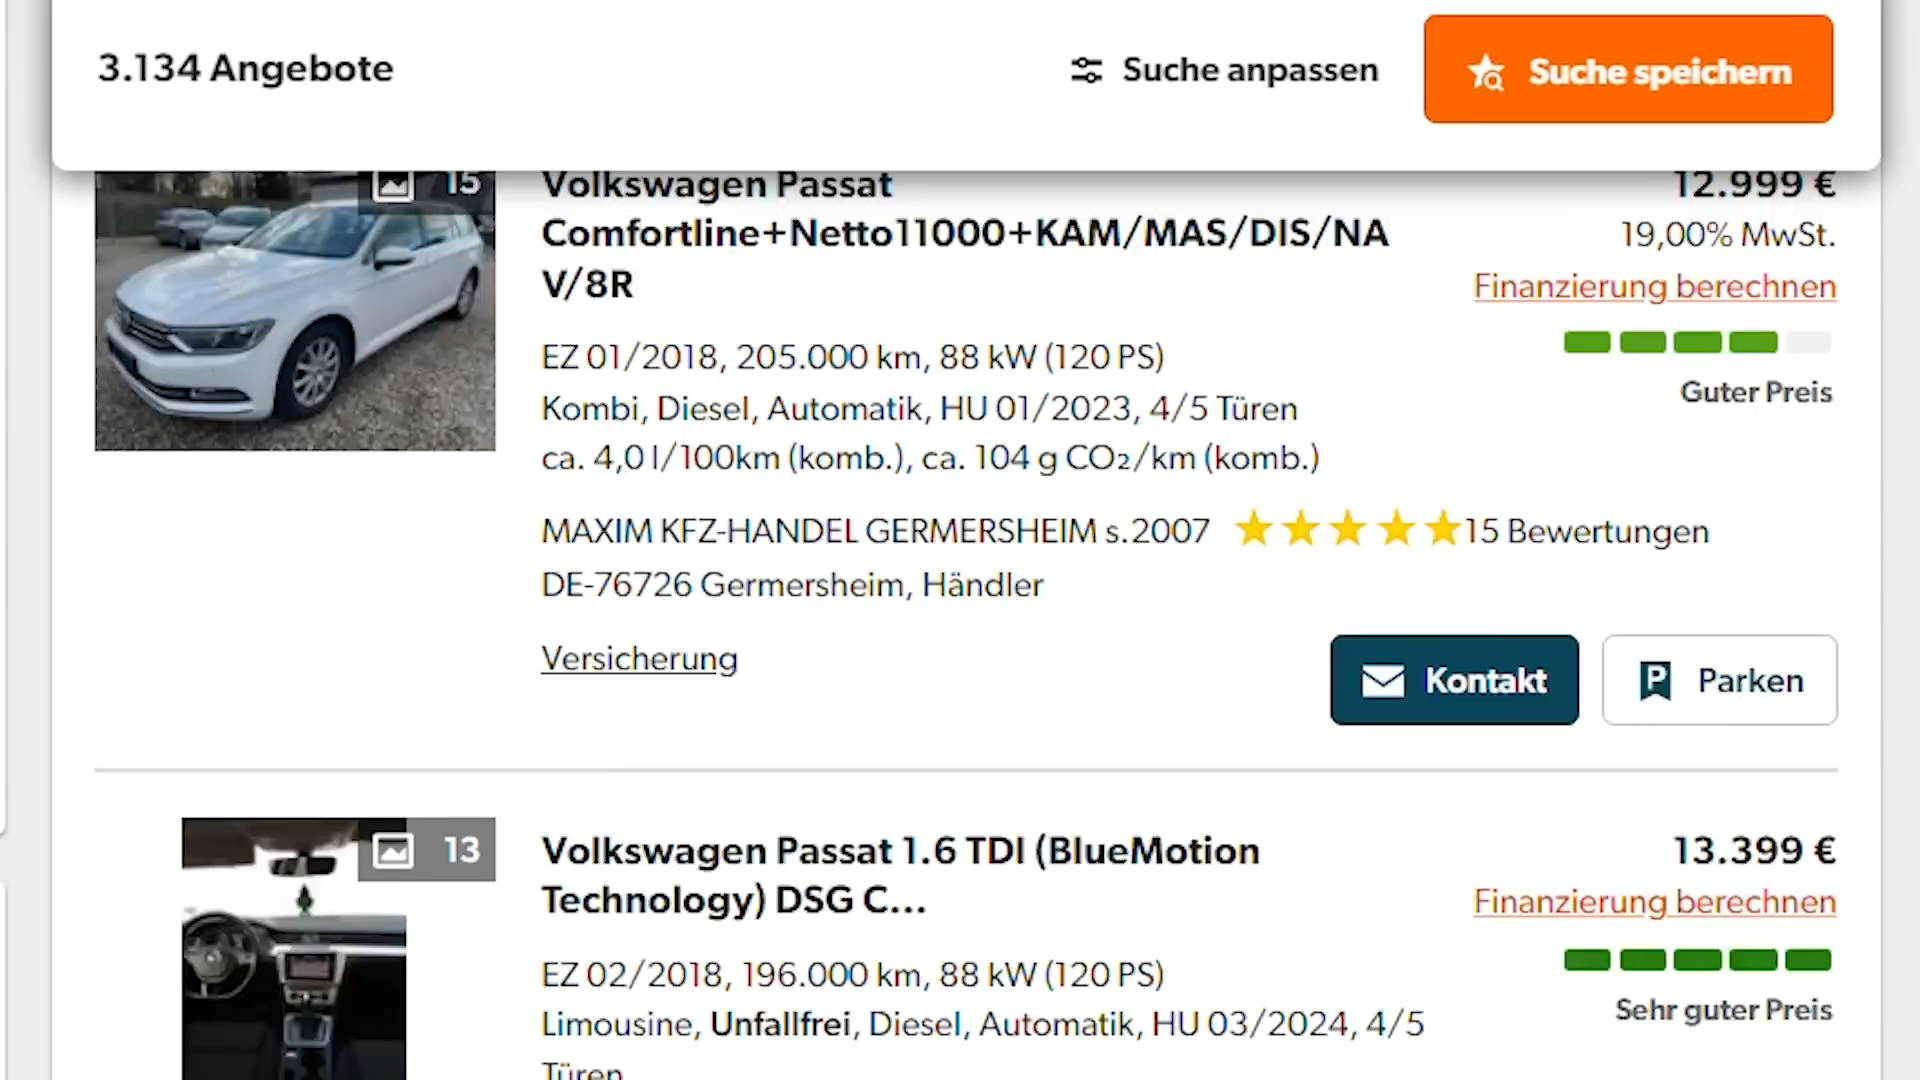 3.134 Angebote
Suche anpassen
Suche speichern
15
Volkswagen Passat
Comfortline+Netto11000+KAM/MAS/DIS/NA
V/8R
12.999 €
19,00% MwSt.
Finanzierung berechnen
Guter Preis
EZ 01/2018, 205.000 km, 88 kW (120 PS)
Kombi, Diesel, Automatik, HU 01/2023, 4/5 Türen
ca. 4,0 l/100km (komb.), ca. 104 g CO₂/km (komb.)
MAXIM KFZ-HANDEL GERMERSHEIM s.2007 15 Bewertungen
DE-76726 Germersheim, Händler
Versicherung
Kontakt
P Parken
13
Volkswagen Passat 1.6 TDI (BlueMotion
Technology) DSG C...
13.399 €
Finanzierung berechnen
Sehr guter Preis
EZ 02/2018, 196.000 km, 88 kW (120 PS)
Limousine, Unfallfrei, Diesel, Automatik, HU 03/2024, 4/5
Türen